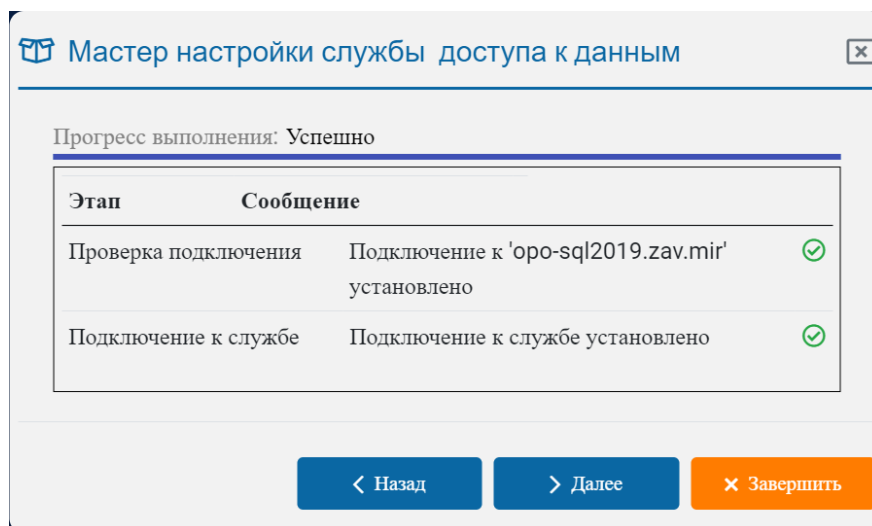 Мастер настройки службы доступа к данным
Прогресс выполнения: Успешно
Этап Сообщение
Проверка подключения Подключение к 'opo-sql2019.zav.mir'
установлено
Подключение к службе Подключение к службе установлено
Назад Далее Завершить